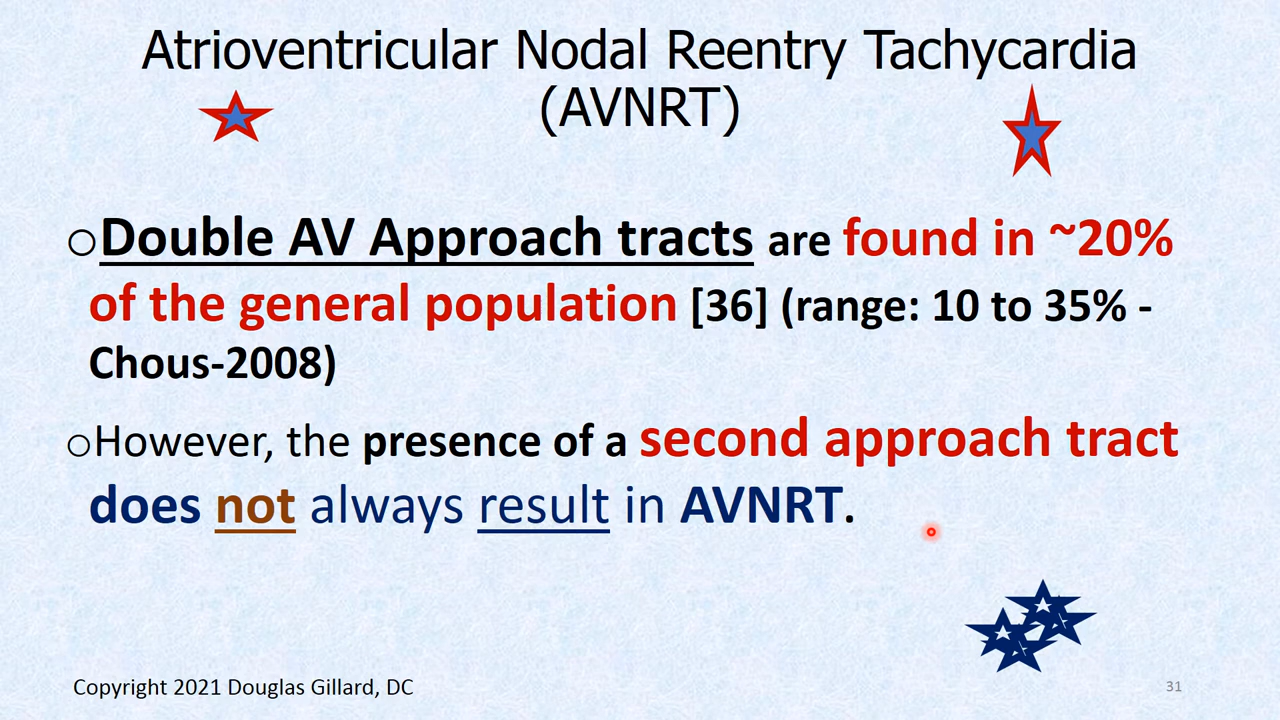 Atrioventricular Nodal Reentry Tachycardia
(AVNRT)
○Double AV Approach tracts are found in ~20%
of the general population [36] (range: 10 to 35% -
Chous-2008)
○However, the presence of a second approach tract
does not always result in AVNRT.
Copyright 2021 Douglas Gillard, DC
31